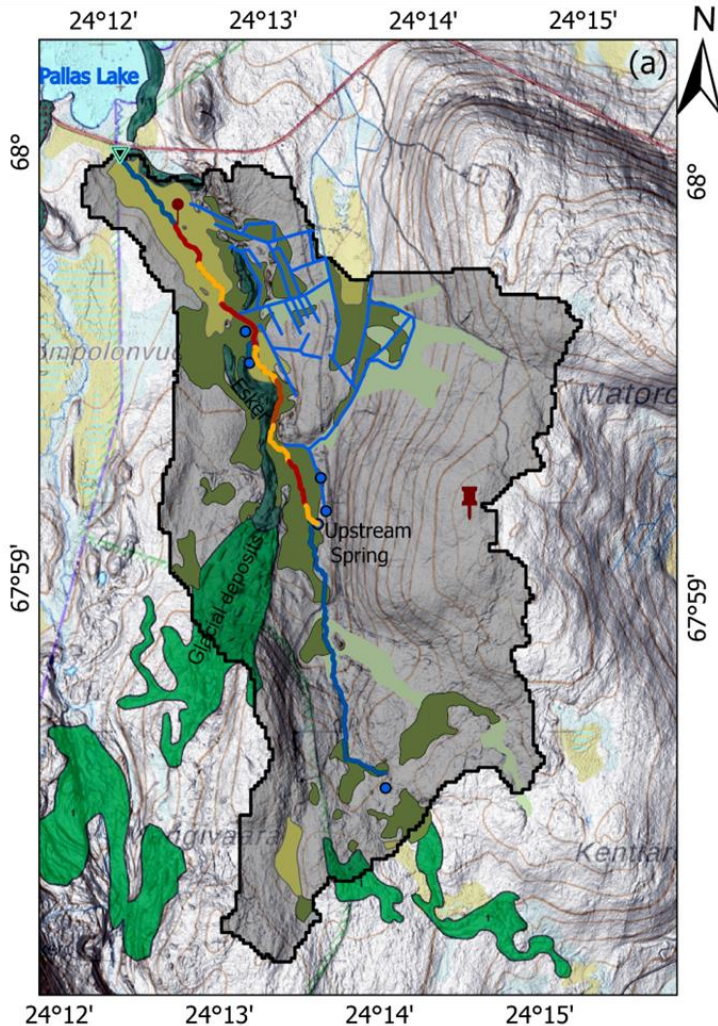 24°12' 24°13' 24°14' 24°15'
N
(a)
Pallas Lake
68°
68°
Esker
Upstream
Spring
67°59'
67°59'
Glacial deposits
24°12' 24°13' 24°14' 24°15'